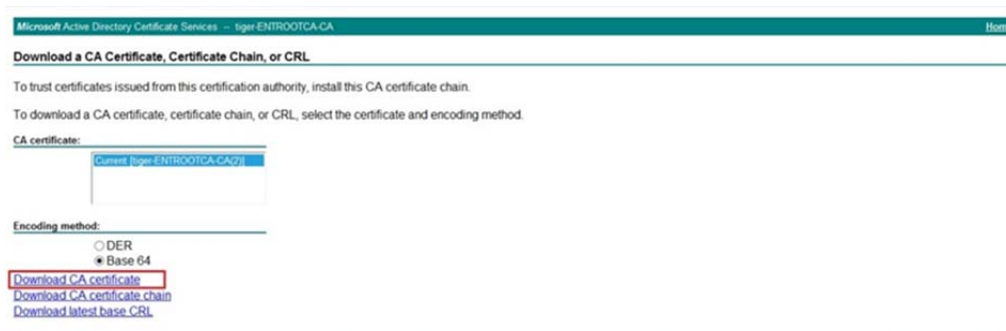 Microsoft Active Directory Certificate Services -- tiger-ENTROOTCA-CA
Hom
Download a CA Certificate, Certificate Chain, or CRL
To trust certificates issued from this certification authority, install this CA certificate chain.
To download a CA certificate, certificate chain, or CRL, select the certificate and encoding method.
CA certificate:
Current [tiger-ENTROOTCA-CA(2)]
Encoding method:
DER
Base 64
Download CA certificate
Download CA certificate chain
Download latest base CRL